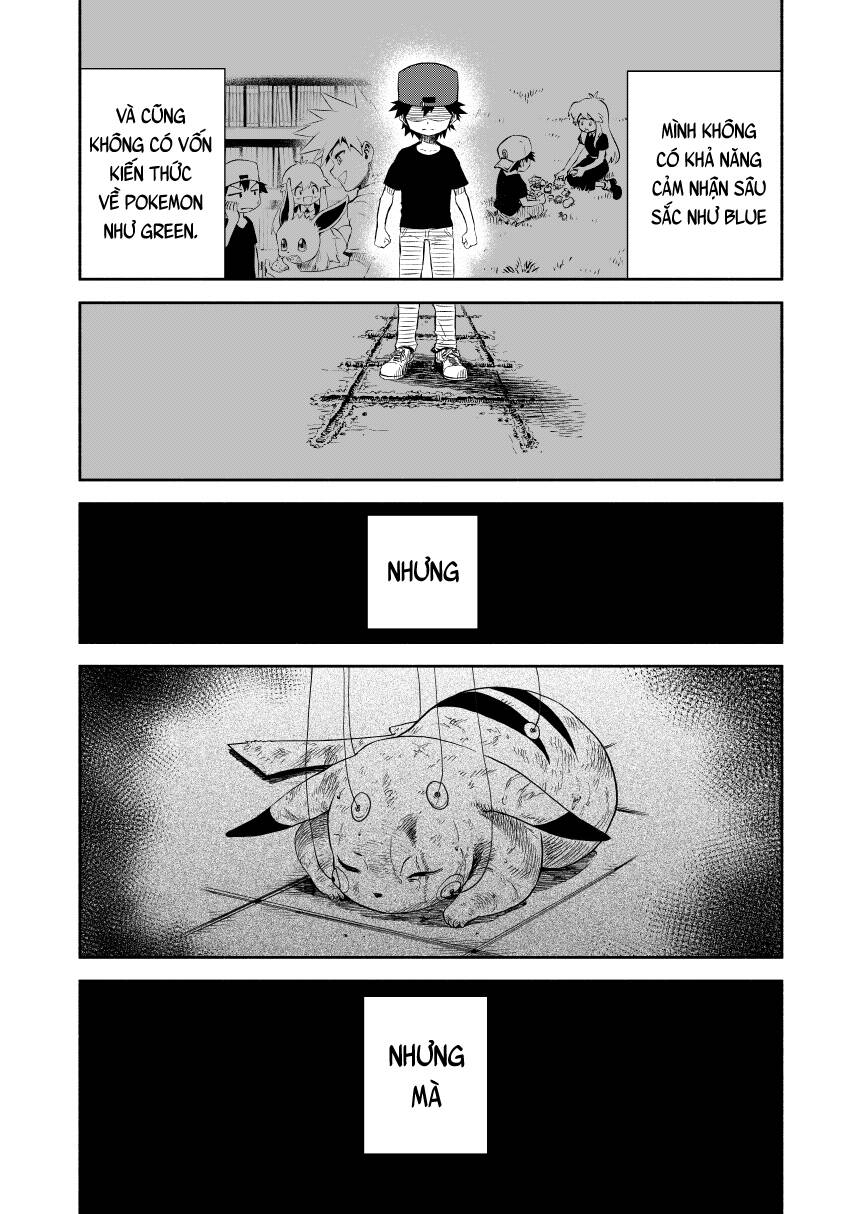 MÌNH KHÔNG
CÓ KHẢ NĂNG
CẢM NHẬN SÂU
SẮC NHƯ BLUE
VÀ CŨNG
KHÔNG CÓ VỐN
KIẾN THỨC
VỀ POKEMON
NHƯ GREEN.
NHƯNG
NHƯNG
MÀ